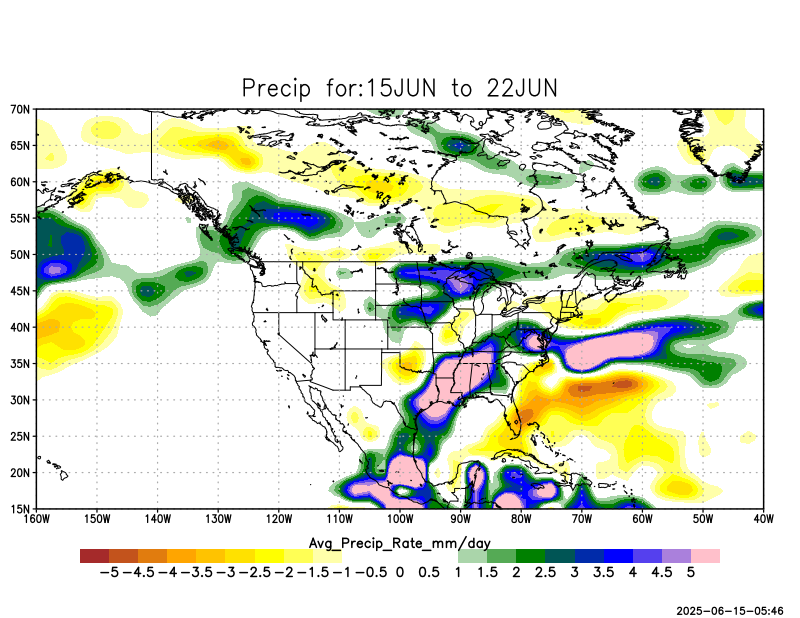 Precip for:15JUN to 22JUN
70N
65N
60N
55N
50N
45N
40N
35N
30N
25N
20N
15N
160W 150W 140W 130W 120W 110W 100W 90W 80W 70W 60W 50W 40W
Avg_Precip_Rate_mm/day
-5 -4.5 -4 -3.5 -3 -2.5 -2 -1.5 -1 -0.5 0 0.5 1 1.5 2 2.5 3 3.5 4 4.5 5
2025-06-15-05:46